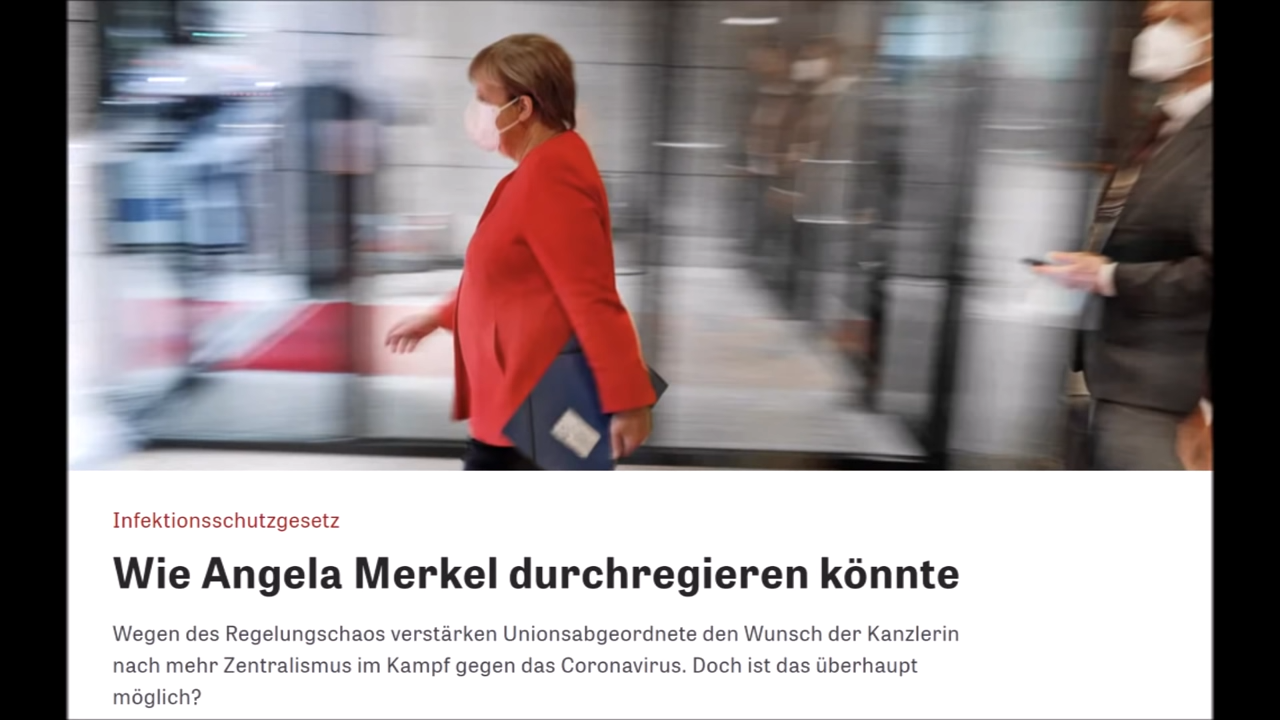 Infektionsschutzgesetz
Wie Angela Merkel durchregieren könnte
Wegen des Regelungschaos verstärken Unionsabgeordnete den Wunsch der Kanzlerin
nach mehr Zentralismus im Kampf gegen das Coronavirus. Doch ist das überhaupt
möglich?